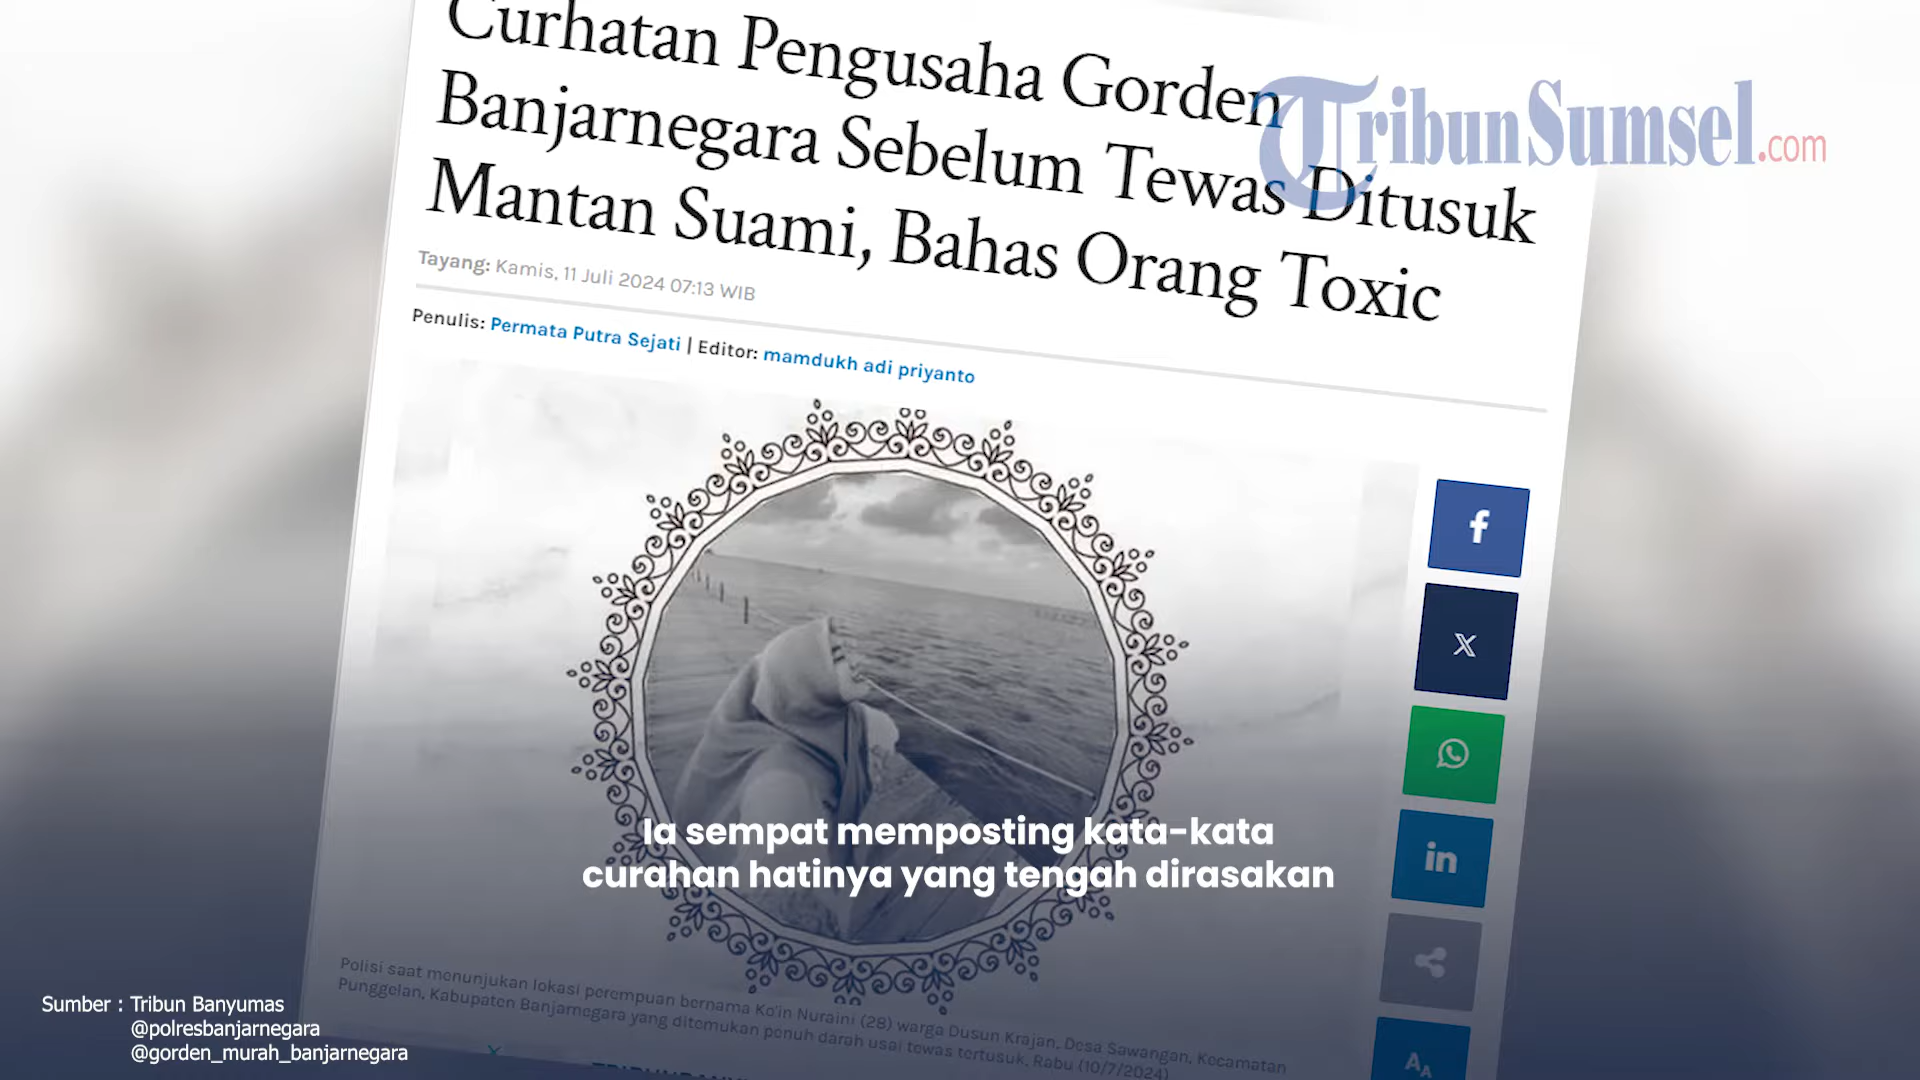 Curhatan Pengusaha Gorden
Banjarnegara Sebelum Tewas Ditusuk
Mantan Suami, Bahas Orang Toxic
TribunSumsel.com
Tayang: Kamis, 11 Juli 2024 07:13 WIB
Penulis: Permata Putra Sejati | Editor: mamdukh adi priyanto
Ia sempat memposting kata-kata
curahan hatinya yang tengah dirasakan
Polisi saat menunjukan lokasi perempuan bernama Ko'in Nuraini (28) warga Dusun Krajan, Desa Sawangan, Kecamatan
Punggelan, Kabupaten Banjarnegara yang ditemukan penuh darah usai tewas tertusuk, Rabu (10/7/2024)
Sumber : Tribun Banyumas
@polresbanjarnegara
@gorden_murah_banjarnegara